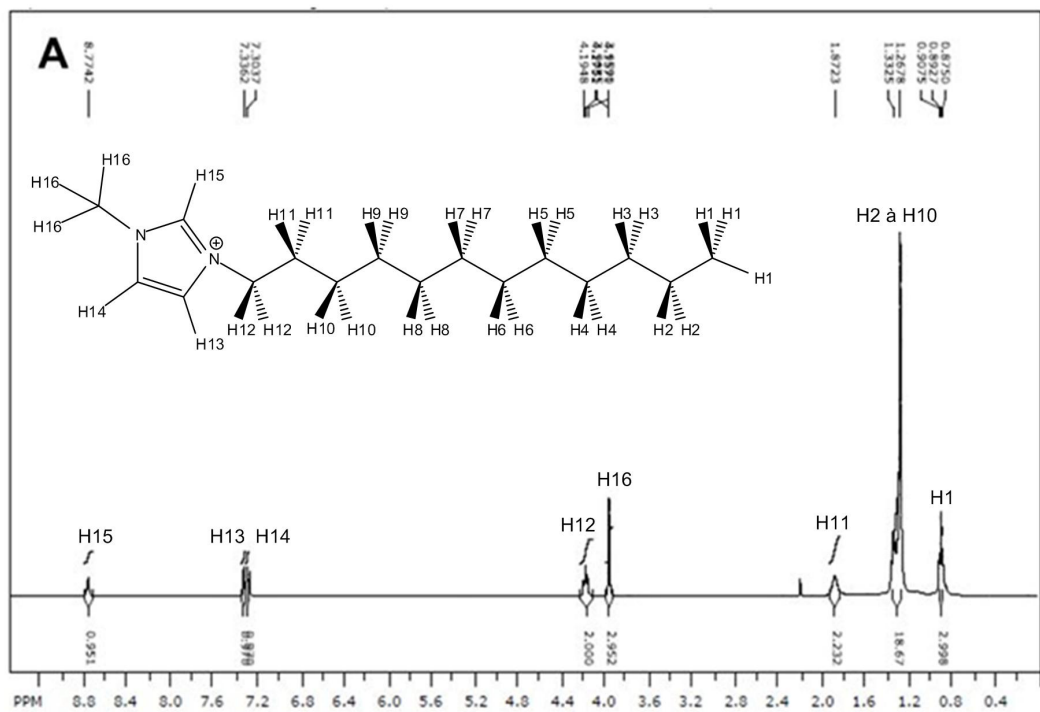 A
8.7742
7.3362
7.3037
4.1948
1.8723
1.3325
1.2678
0.9075
0.8927
0.8750
H16
H16
H16
H15
N
N
⊕
H14
H13
H12 H12
H11 H11
H10 H10
H9 H9
H8 H8
H7 H7
H6 H6
H5 H5
H4 H4
H3 H3
H2 H2
H1 H1
H1
H2 à H10
H15
H13 H14
H12
H16
H11
H1
0.951
2.000
2.952
2.232
18.67
2.998
PPM 8.8 8.4 8.0 7.6 7.2 6.8 6.4 6.0 5.6 5.2 4.8 4.4 4.0 3.6 3.2 2.8 2.4 2.0 1.6 1.2 0.8 0.4